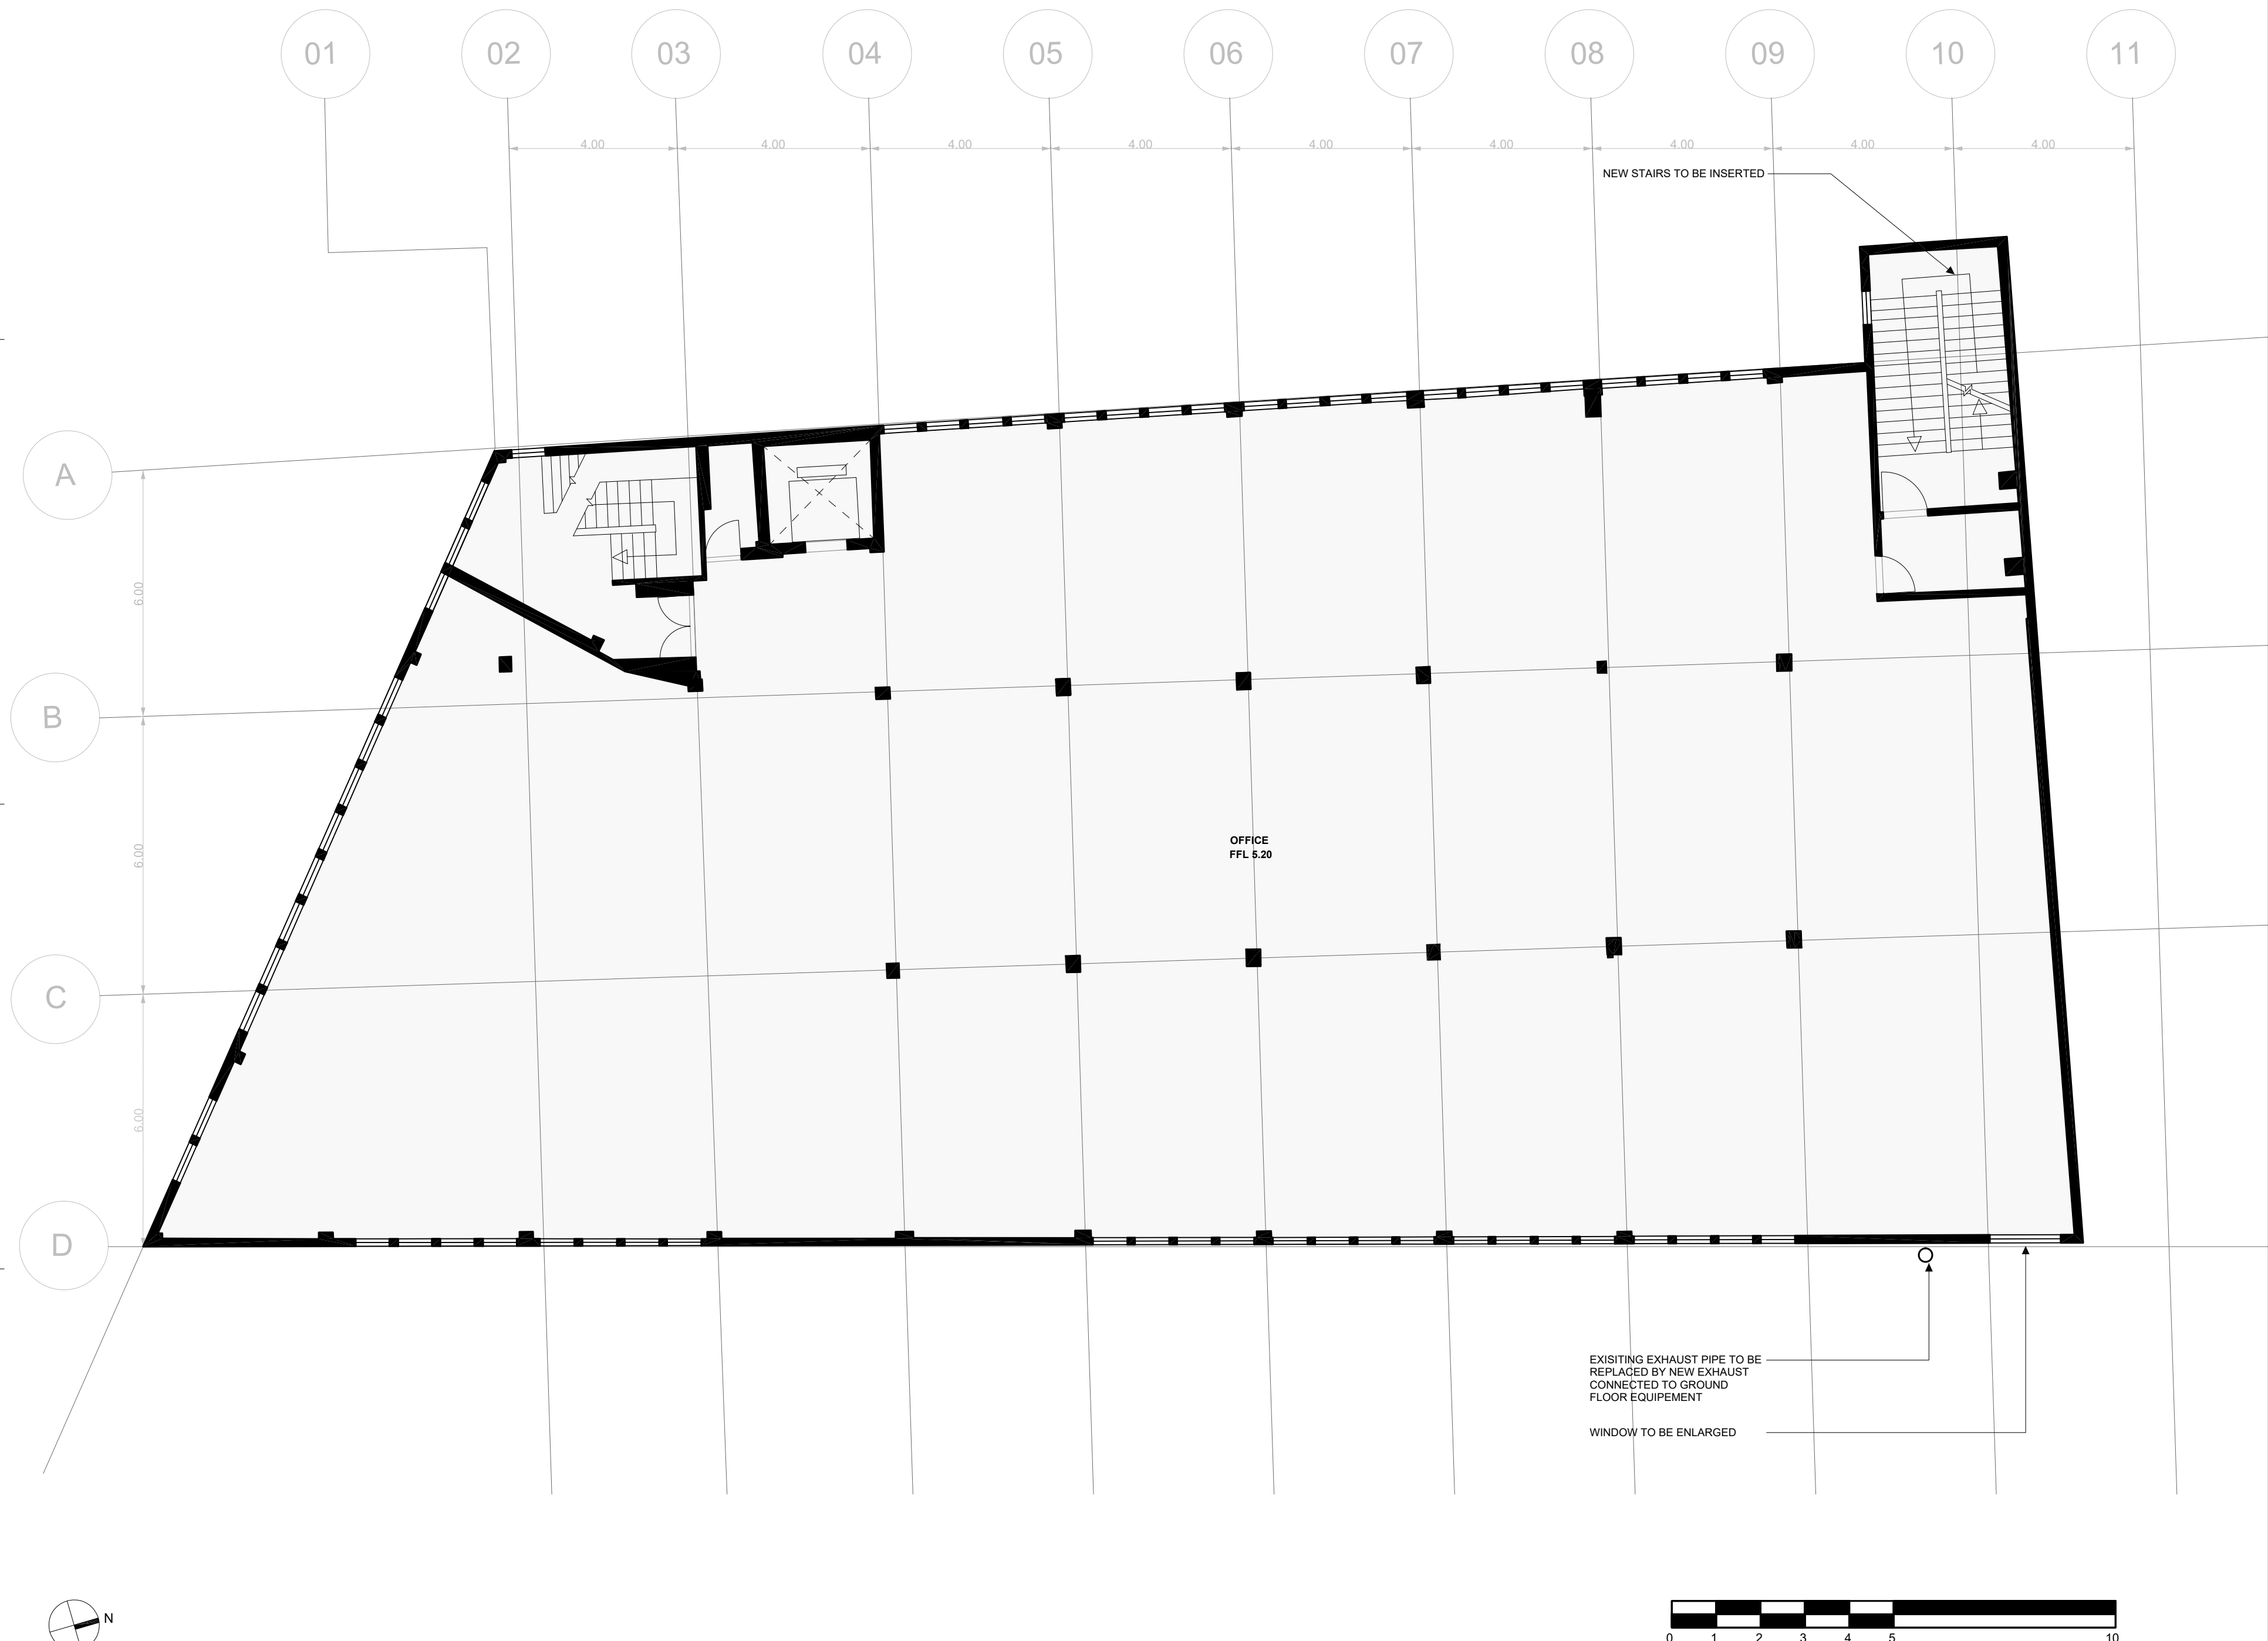 01 02 03 04 05 06 07 08 09 10 11
4.00 4.00 4.00 4.00 4.00 4.00 4.00 4.00 4.00
NEW STAIRS TO BE INSERTED
A
6.00
B
OFFICE
FFL 5.20
6.00
C
6.00
D
EXISITING EXHAUST PIPE TO BE
REPLACED BY NEW EXHAUST
CONNECTED TO GROUND
FLOOR EQUIPEMENT
WINDOW TO BE ENLARGED
N
0 1 2 3 4 5 10